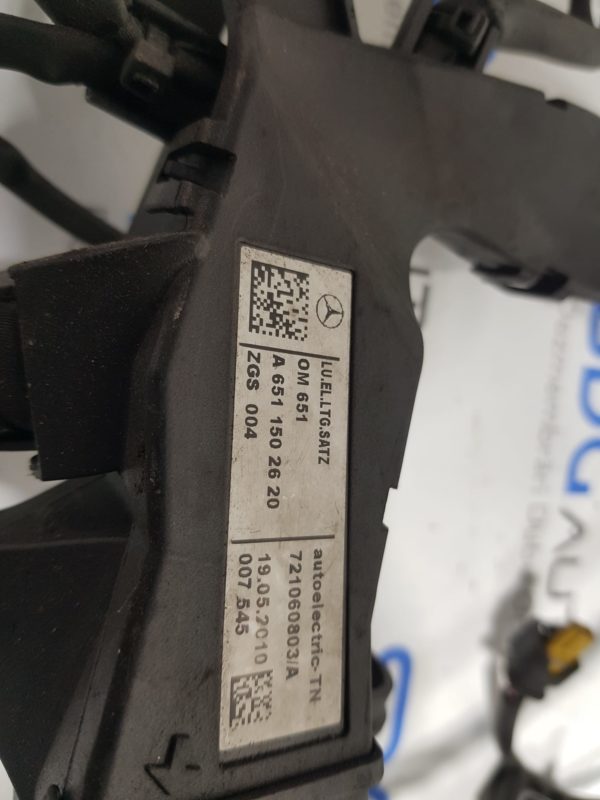 LU.EL.LTG.SATZ
OM 651
A 651 150 26 20
ZGS 004
autoelectric-TN
721060803/A
19.05.2010
007 545